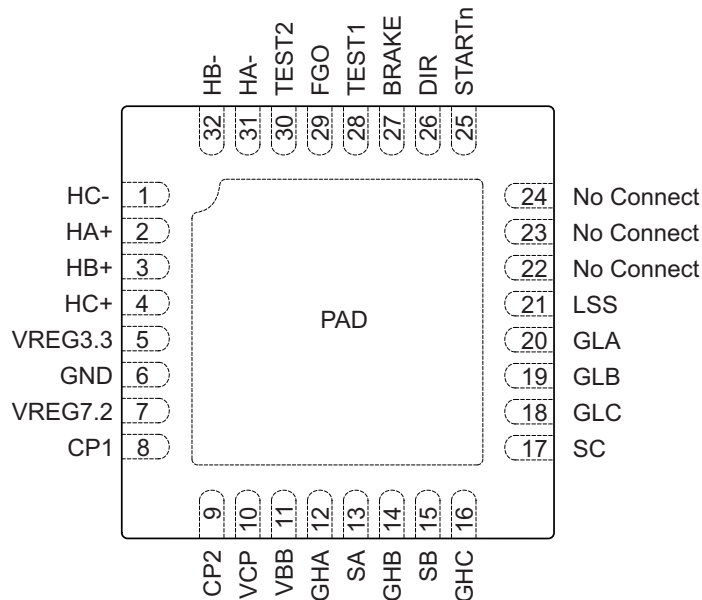 HB-
HA-
TEST2
FGO
TEST1
BRAKE
DIR
STARTn
32
31
30
29
28
27
26
25
HC- 1
HA+ 2
HB+ 3
HC+ 4
VREG3.3 5
GND 6
VREG7.2 7
CP1 8
PAD
24 No Connect
23 No Connect
22 No Connect
21 LSS
20 GLA
19 GLB
18 GLC
17 SC
9
10
11
12
13
14
15
16
CP2
VCP
VBB
GHA
SA
GHB
SB
GHC